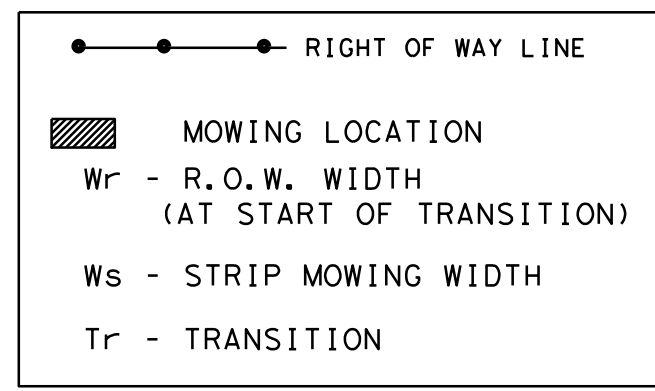 RIGHT OF WAY LINE
MOWING LOCATION
Wr - R.O.W. WIDTH
(AT START OF TRANSITION)
Ws - STRIP MOWING WIDTH
Tr - TRANSITION